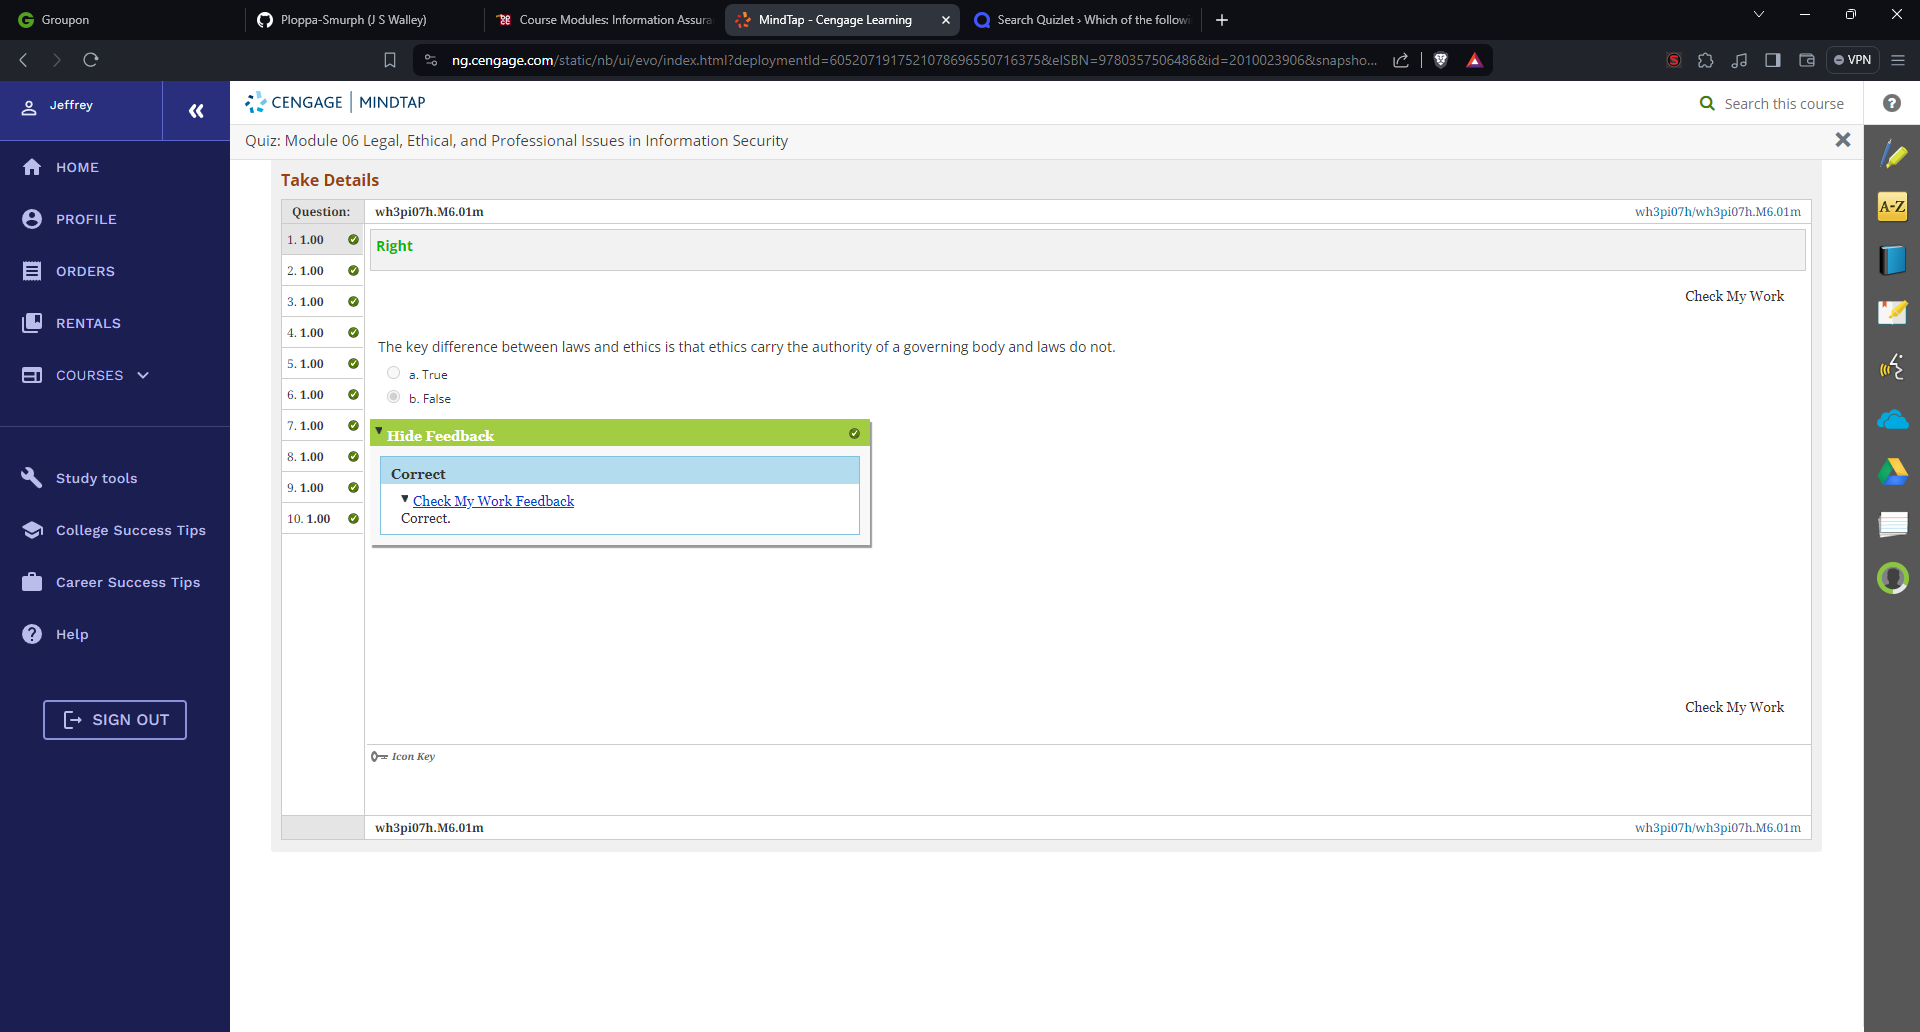 Groupon
Ploppa-Smurph (J S Walley)
Course Modules: Information Assura
MindTap - Cengage Learning
Search Quizlet › Which of the followi
ng.cengage.com/static/nb/ui/evo/index.html?deploymentId=6052071917521078696550716375&eISBN=9780357506486&id=2010023906&snapsho...
VPN
Jeffrey
«
CENGAGE | MINDTAP
Search this course
Quiz: Module 06 Legal, Ethical, and Professional Issues in Information Security
HOME
PROFILE
ORDERS
RENTALS
COURSES
Study tools
College Success Tips
Career Success Tips
Help
SIGN OUT
Take Details
Question:
wh3pi07h.M6.01m
wh3pi07h/wh3pi07h.M6.01m
1. 1.00
2. 1.00
3. 1.00
4. 1.00
5. 1.00
6. 1.00
7. 1.00
8. 1.00
9. 1.00
10. 1.00
Right
Check My Work
The key difference between laws and ethics is that ethics carry the authority of a governing body and laws do not.
a. True
b. False
Hide Feedback
Correct
Check My Work Feedback
Correct.
Check My Work
Icon Key
wh3pi07h.M6.01m
wh3pi07h/wh3pi07h.M6.01m
A-Z